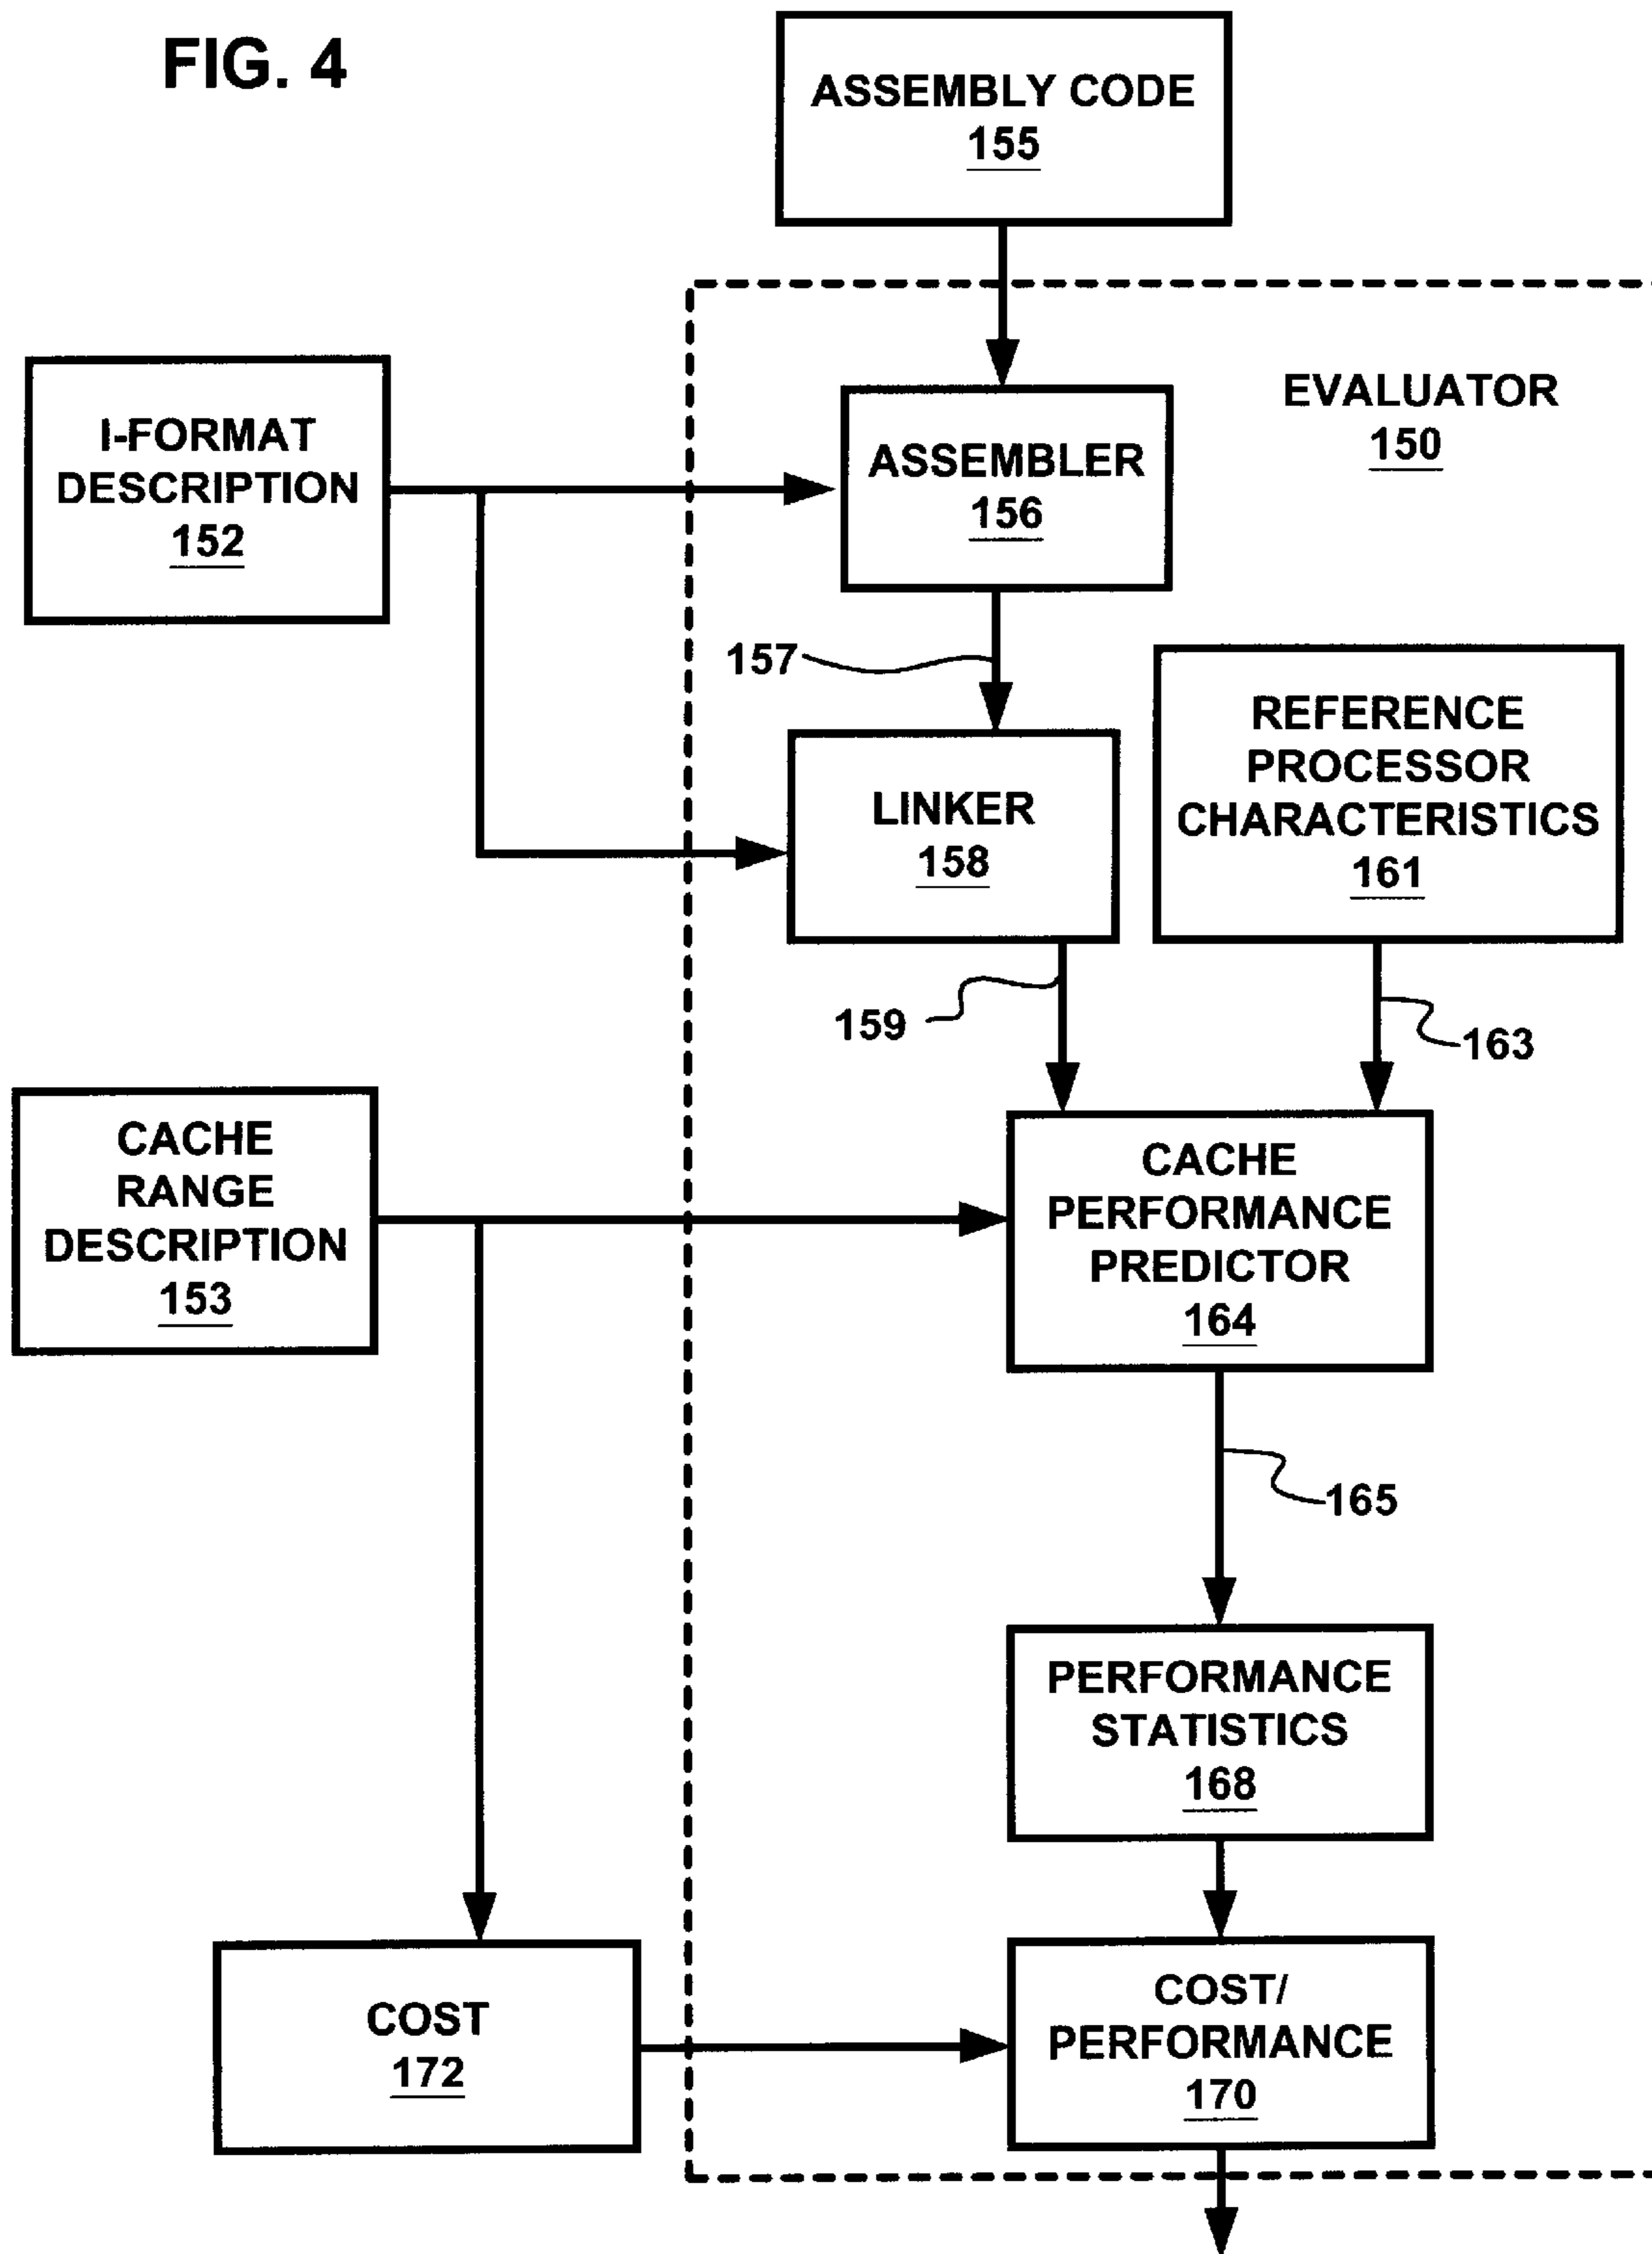 FIG. 4
ASSEMBLY CODE
155
EVALUATOR
150
I-FORMAT
DESCRIPTION
152
ASSEMBLER
156
157
REFERENCE
PROCESSOR
CHARACTERISTICS
161
LINKER
158
159
163
CACHE
RANGE
DESCRIPTION
153
CACHE
PERFORMANCE
PREDICTOR
164
165
PERFORMANCE
STATISTICS
168
COST
172
COST/
PERFORMANCE
170